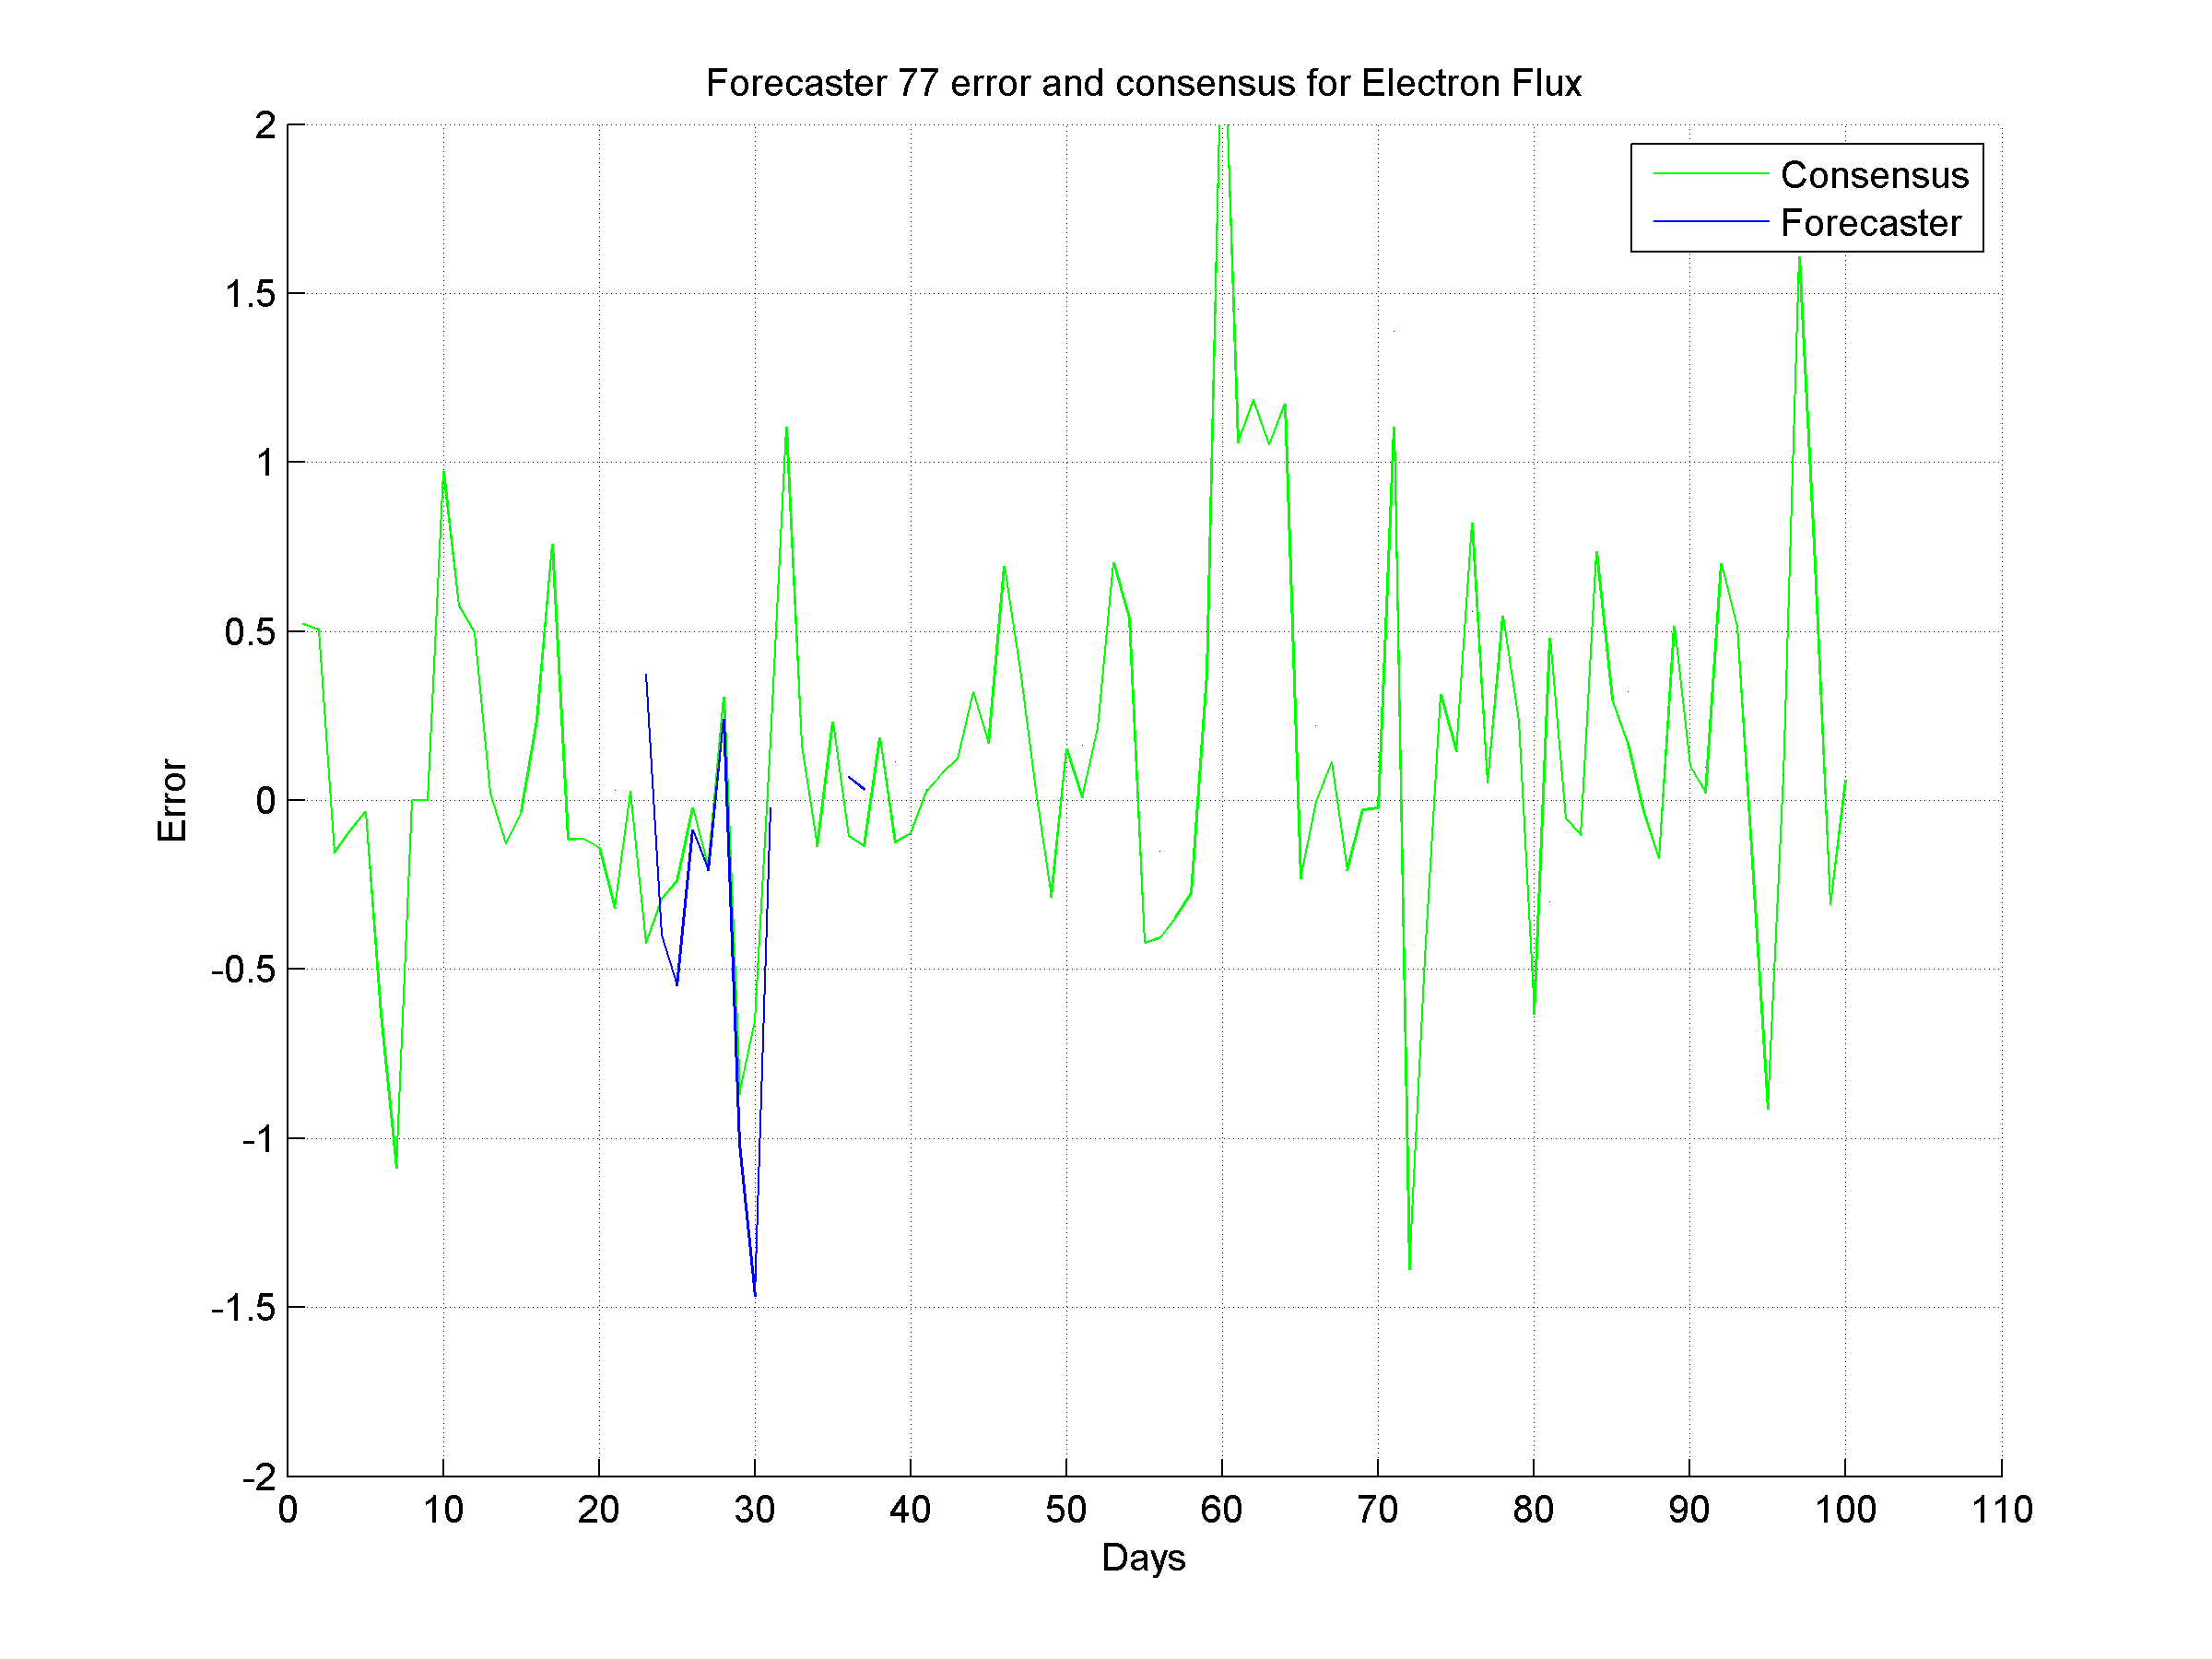 Forecaster 77 error and consensus for Electron Flux
2
Consensus
Forecaster
1.5
1
0.5
Error
0
-0.5
-1
-1.5
-2
0 10 20 30 40 50 60 70 80 90 100 110
Days